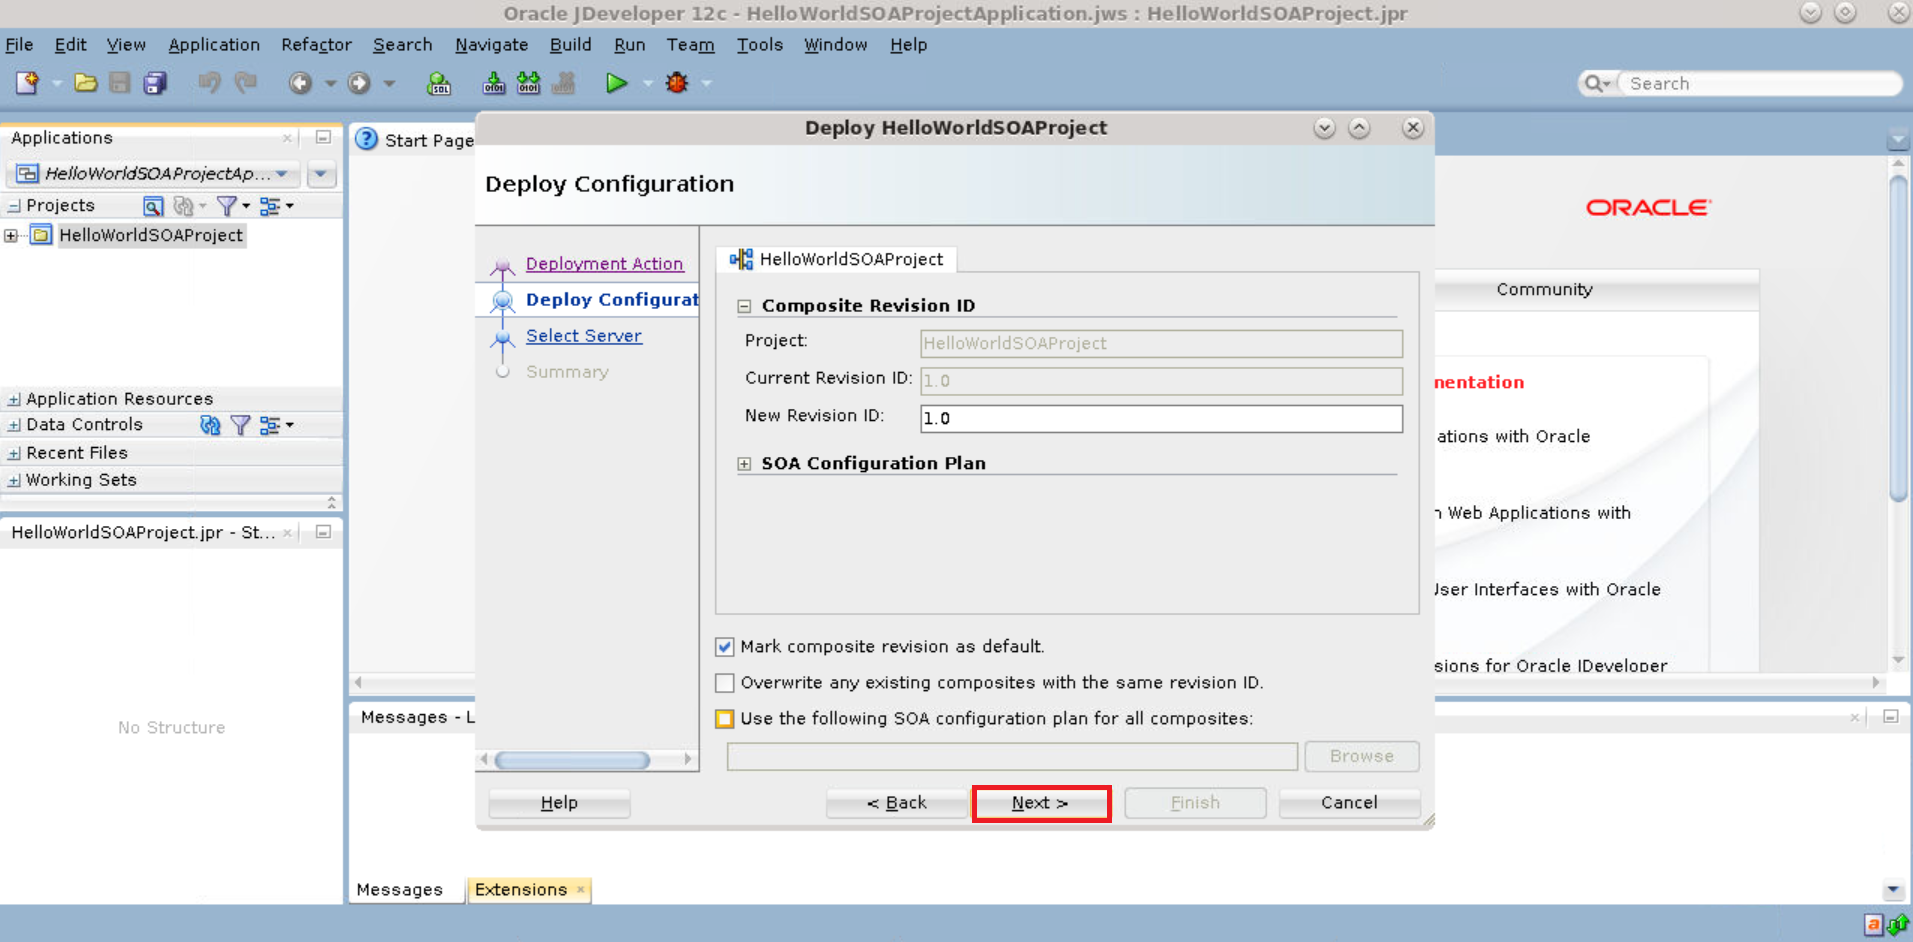 Oracle JDeveloper 12c - HelloWorldSOAProjectApplication.jws : HelloWorldSOAProject.jpr
File Edit View Application Refactor Search Navigate Build Run Team Tools Window Help
Search
Applications
HelloWorldSOAProjectAp...
Projects
HelloWorldSOAProject
Application Resources
Data Controls
Recent Files
Working Sets
HelloWorldSOAProject.jpr - St...
No Structure
Start Page
Deploy HelloWorldSOAProject
Deploy Configuration
Deployment Action
Deploy Configurat
Select Server
Summary
HelloWorldSOAProject
Composite Revision ID
Project: HelloWorldSOAProject
Current Revision ID: 1.0
New Revision ID: 1.0
SOA Configuration Plan
Mark composite revision as default.
Overwrite any existing composites with the same revision ID.
Use the following SOA configuration plan for all composites:
Browse
Help < Back Next > Finish Cancel
ORACLE
Community
mentation
ations with Oracle
n Web Applications with
User Interfaces with Oracle
sions for Oracle JDeveloper
Messages - L
Messages Extensions